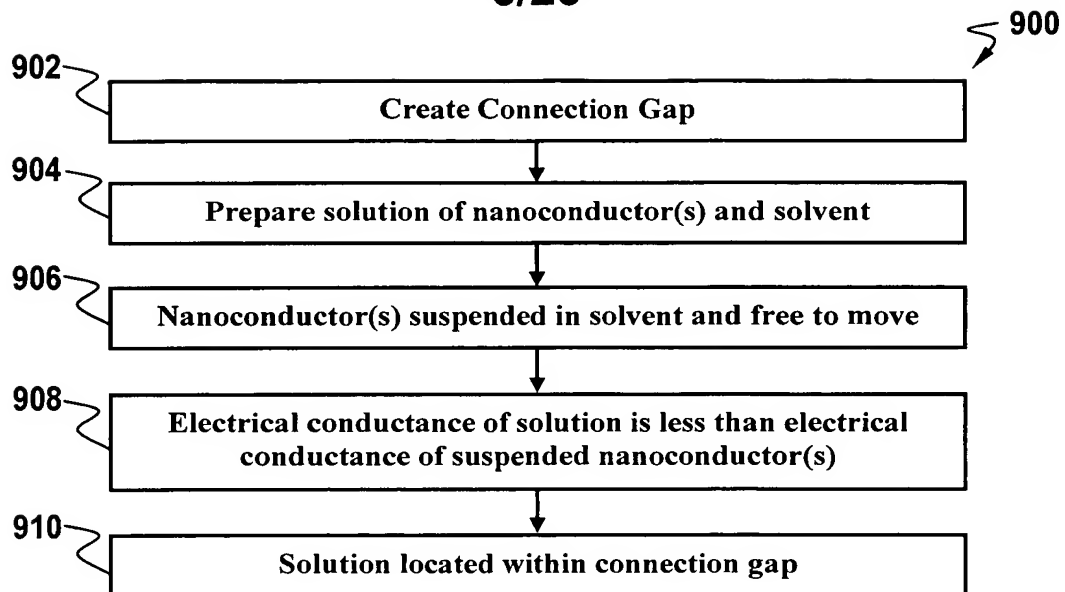 900
902
Create Connection Gap
904
Prepare solution of nanoconductor(s) and solvent
906
Nanoconductor(s) suspended in solvent and free to move
908
Electrical conductance of solution is less than electrical
conductance of suspended nanoconductor(s)
910
Solution located within connection gap